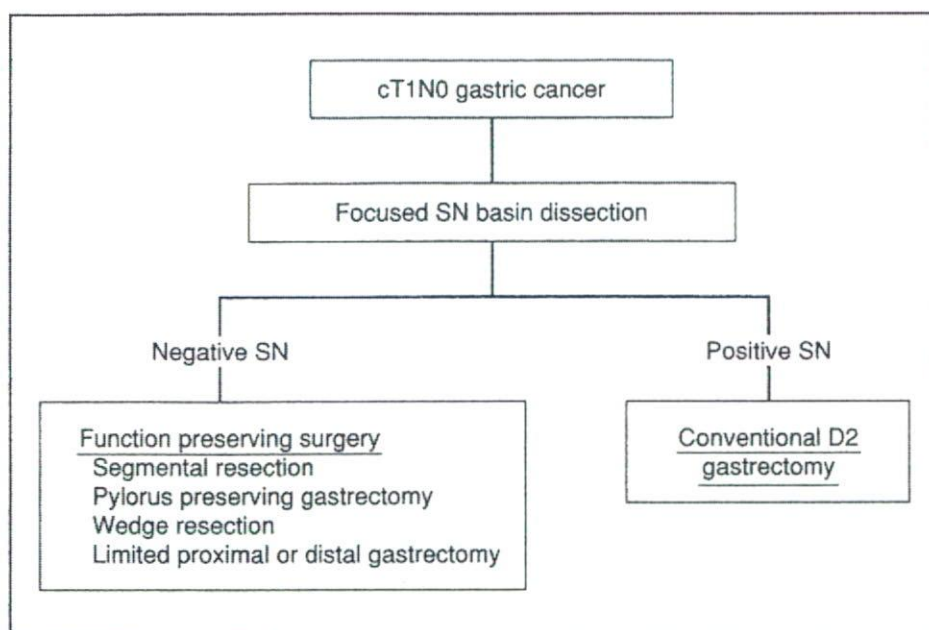 cT1N0 gastric cancer
Focused SN basin dissection
Negative SN
Positive SN
Function preserving surgery
Segmental resection
Pylorus preserving gastrectomy
Wedge resection
Limited proximal or distal gastrectomy
Conventional D2
gastrectomy